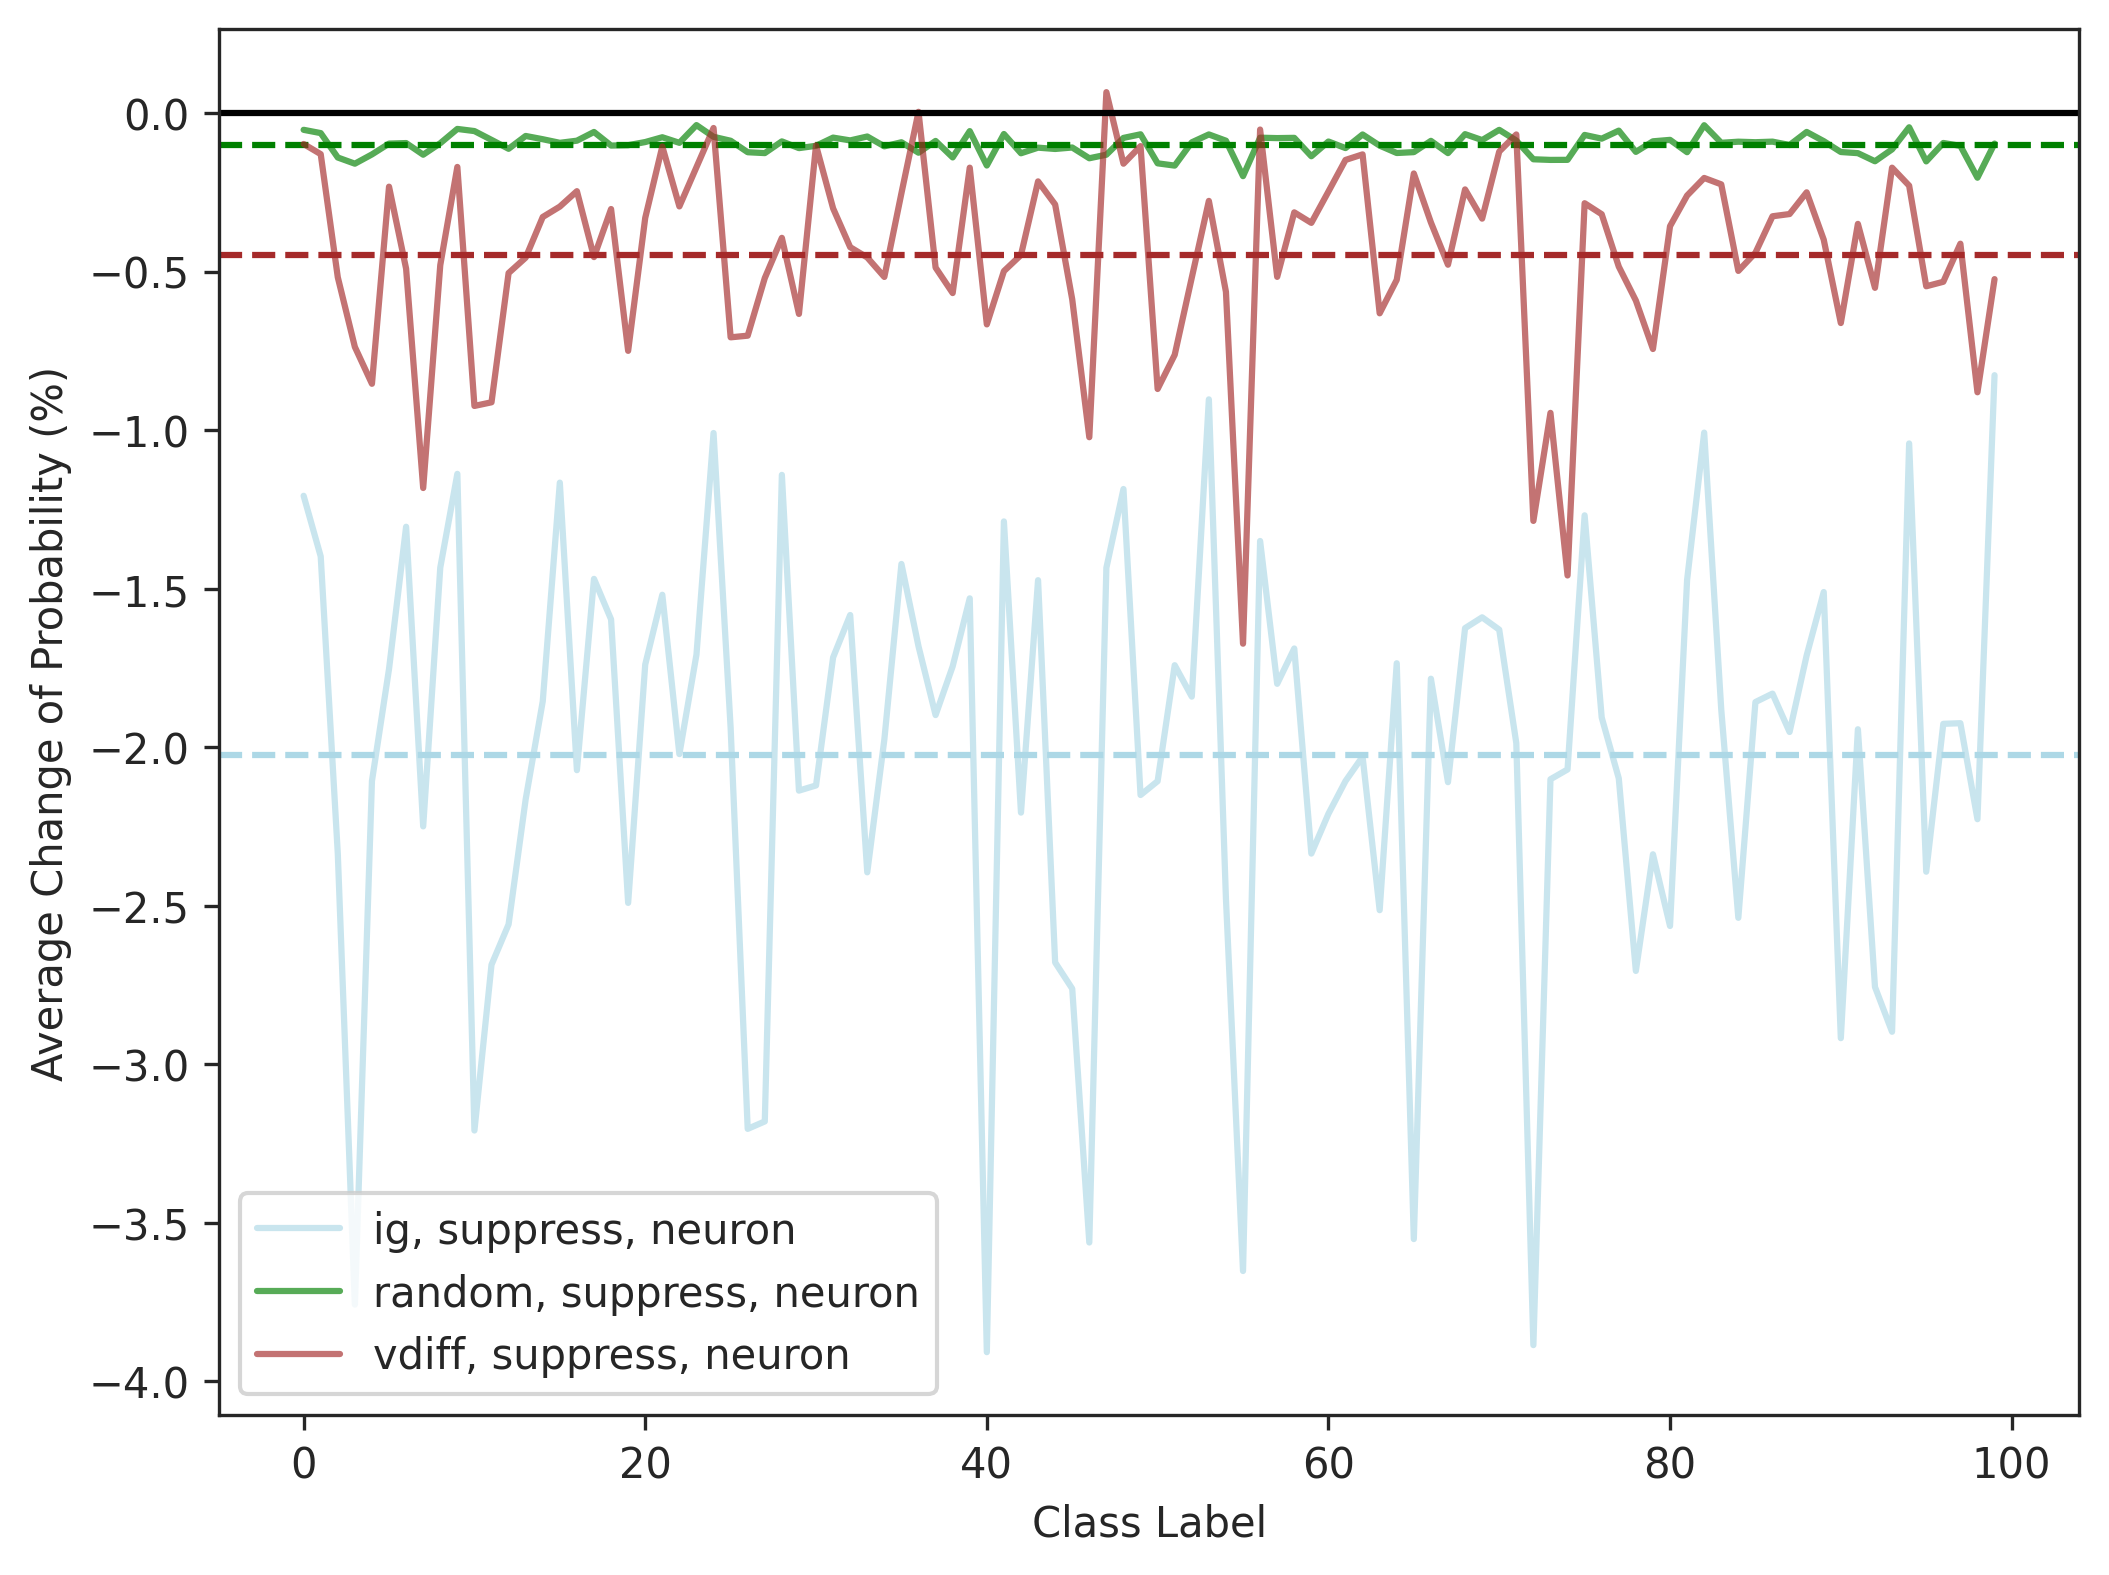 0.0
−0.5
−1.0
−1.5
−2.0
−2.5
−3.0
−3.5
−4.0
Average Change of Probability (%)
ig, suppress, neuron
random, suppress, neuron
vdiff, suppress, neuron
0 20 40 60 80 100
Class Label